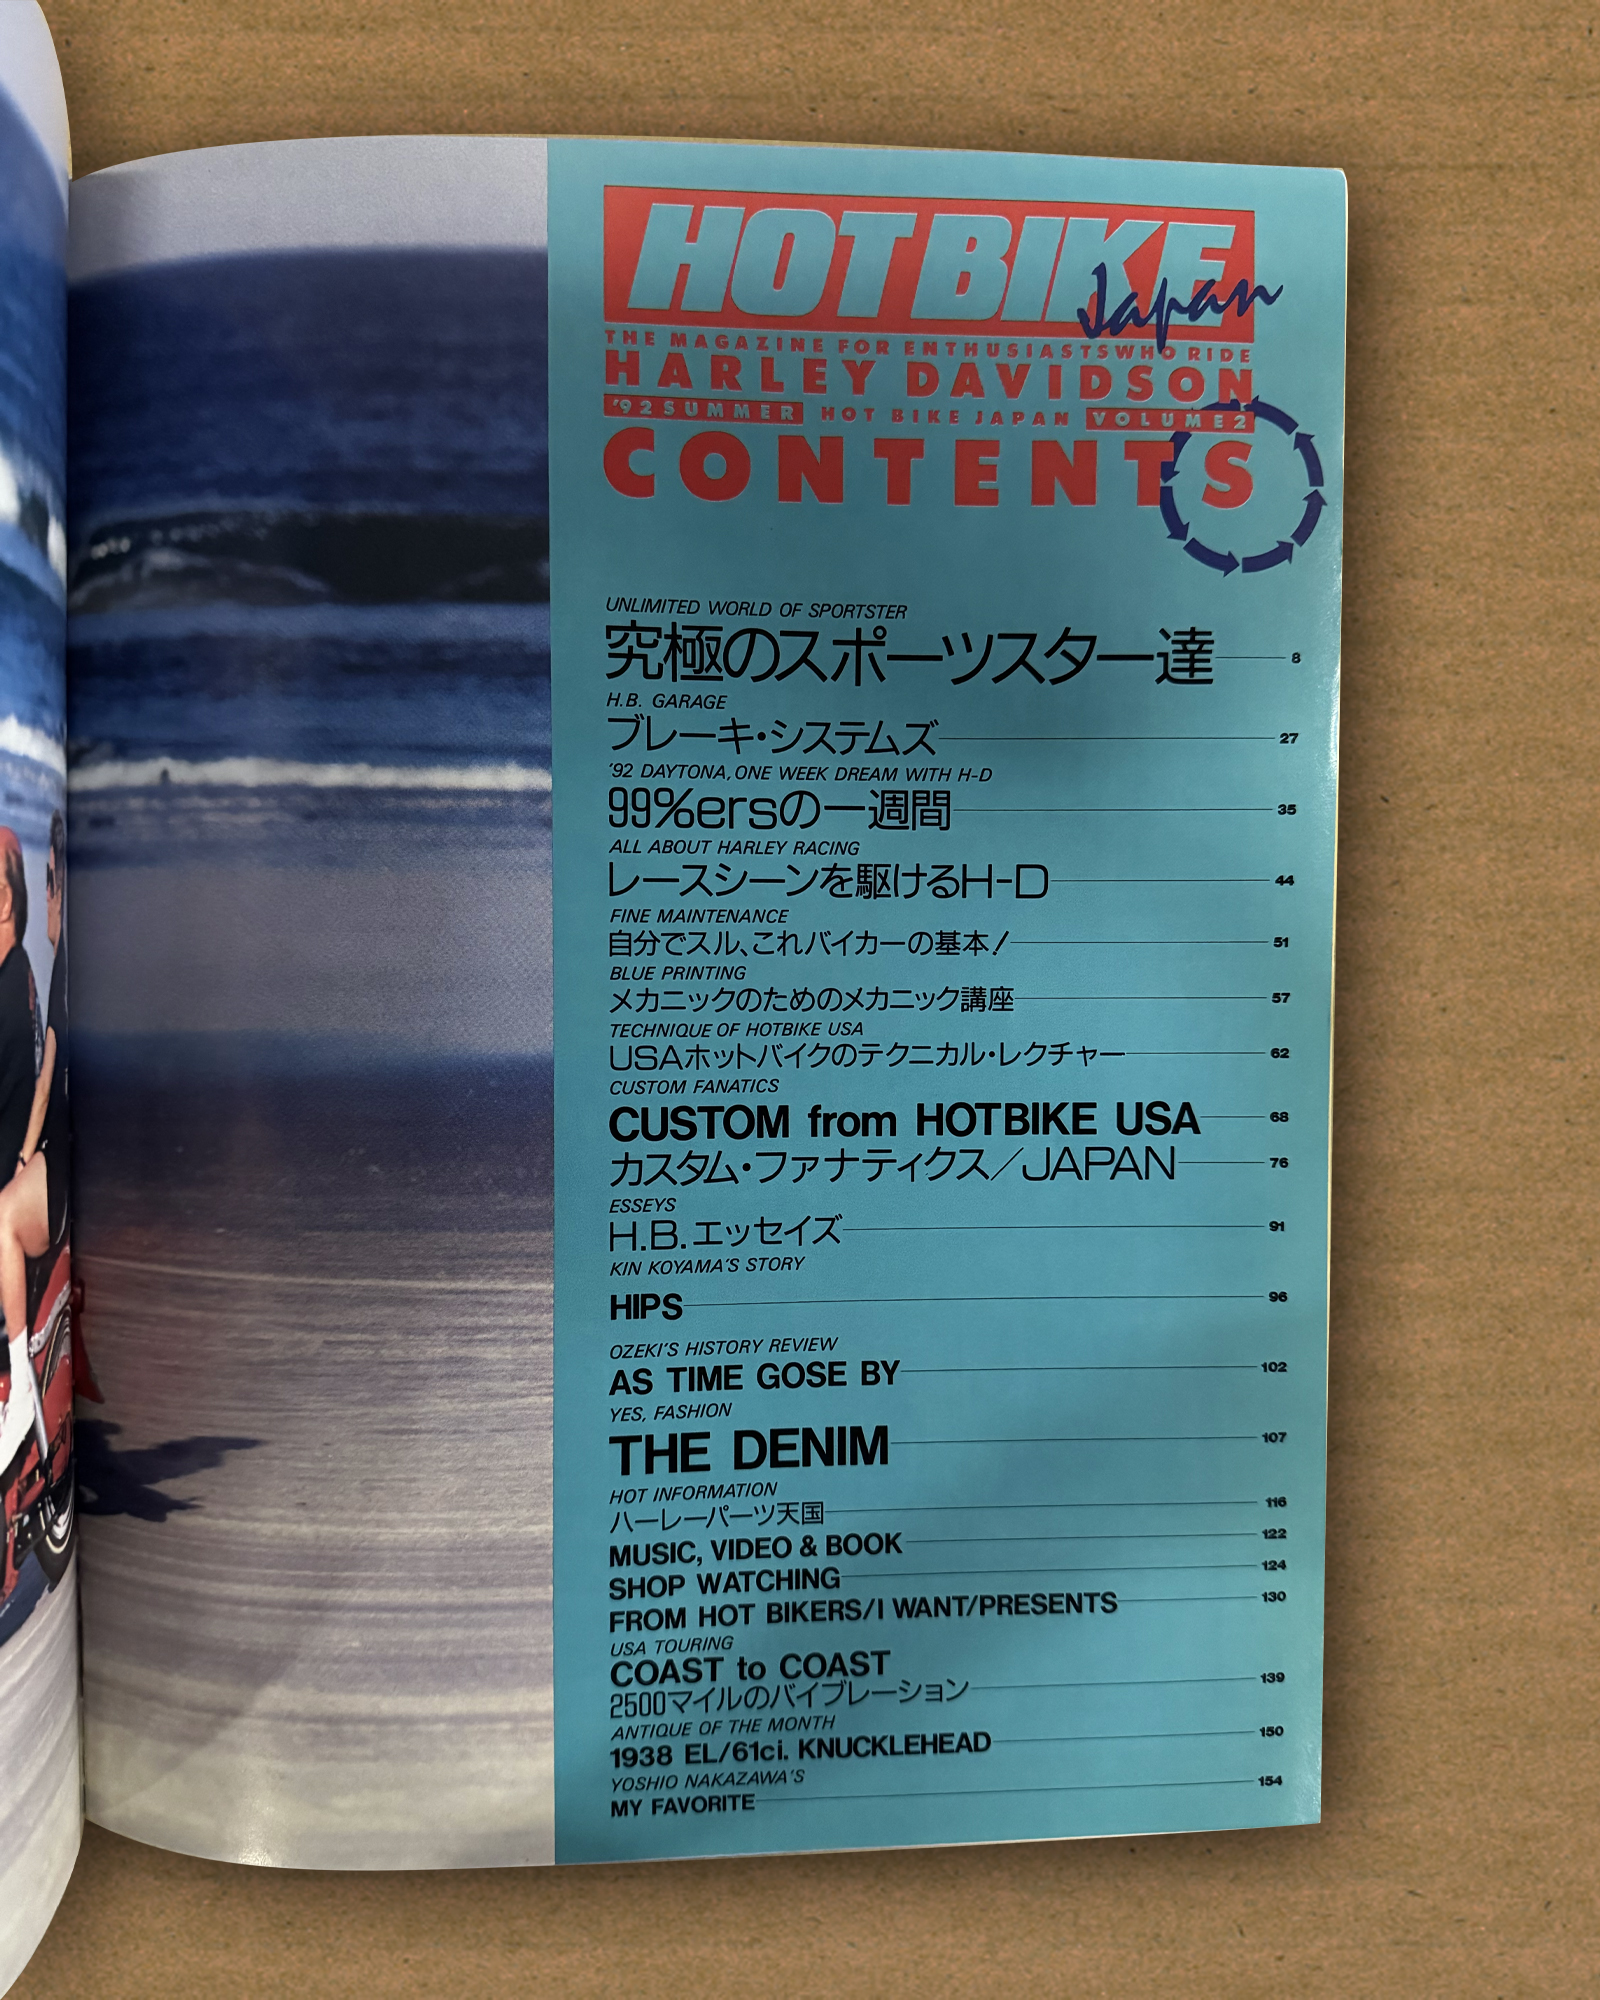 HOT BIKE
Japan
THE MAGAZINE FOR ENTHUSIASTS WHO RIDE
HARLEY DAVIDSON
'92 SUMMER HOT BIKE JAPAN VOLUME 2
CONTENTS
UNLIMITED WORLD OF SPORTSTER
究極のスポーツスター達 8
H.B. GARAGE
ブレーキ・システムズ 27
'92 DAYTONA, ONE WEEK DREAM WITH H-D
99%ersの一週間 35
ALL ABOUT HARLEY RACING
レースシーンを駆けるH-D 44
FINE MAINTENANCE
自分でスル、これバイカーの基本! 51
BLUE PRINTING
メカニックのためのメカニック講座 57
TECHNIQUE OF HOTBIKE USA
USAホットバイクのテクニカル・レクチャー 62
CUSTOM FANATICS
CUSTOM from HOTBIKE USA 68
カスタム・ファナティクス/JAPAN 76
ESSEYS
H.B.エッセイズ 91
KIN KOYAMA'S STORY
HIPS 96
OZEKI'S HISTORY REVIEW
AS TIME GOSE BY 102
YES, FASHION
THE DENIM 107
HOT INFORMATION
ハーレーパーツ天国 116
MUSIC, VIDEO & BOOK 122
SHOP WATCHING 124
FROM HOT BIKERS/I WANT/PRESENTS 130
USA TOURING
COAST to COAST
2500マイルのバイブレーション 139
ANTIQUE OF THE MONTH
1938 EL/61ci. KNUCKLEHEAD 150
YOSHIO NAKAZAWA'S
MY FAVORITE 154